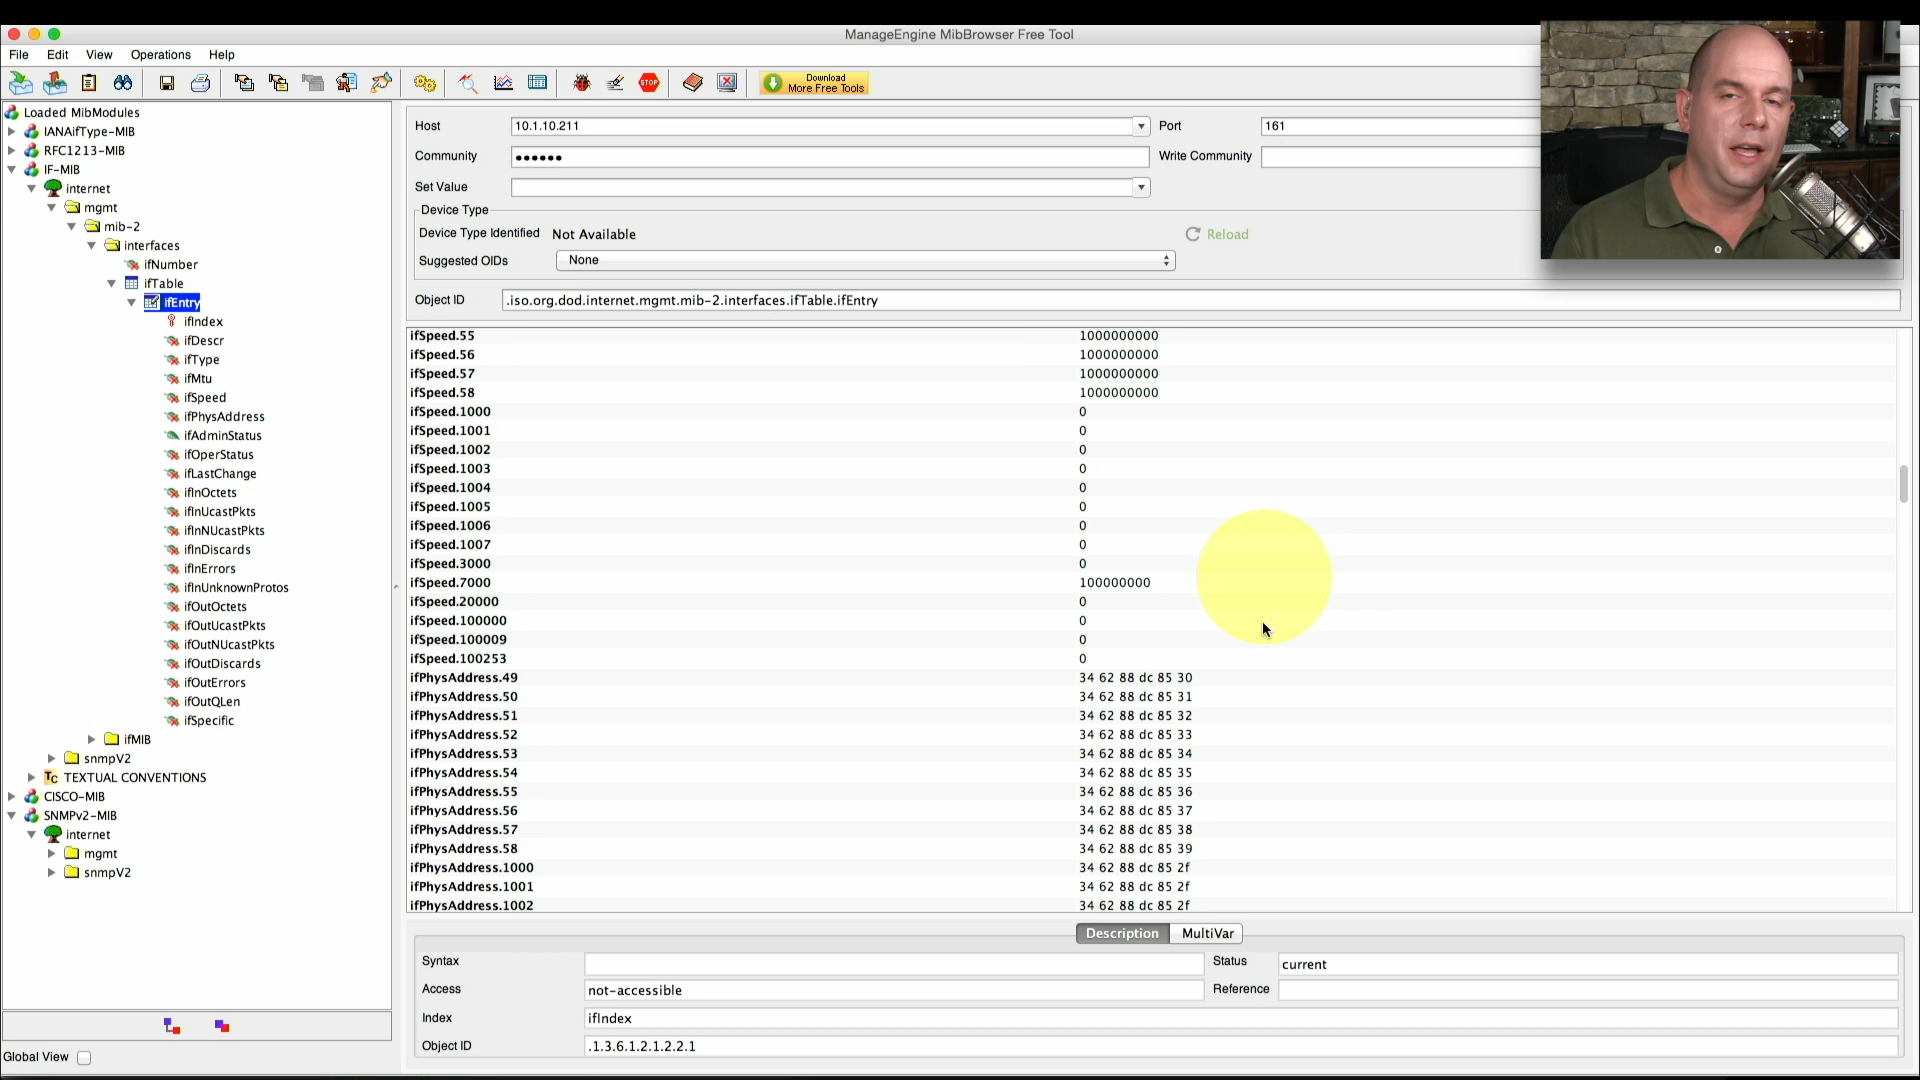 ManageEngine MibBrowser Free Tool
File Edit View Operations Help
STOP
Download
More Free Tools
Loaded MibModules
IANAifType-MIB
RFC1213-MIB
IF-MIB
internet
mgmt
mib-2
interfaces
ifNumber
ifTable
ifEntry
ifIndex
ifDescr
ifType
ifMtu
ifSpeed
ifPhysAddress
ifAdminStatus
ifOperStatus
ifLastChange
ifInOctets
ifInUcastPkts
ifInNUcastPkts
ifInDiscards
ifInErrors
ifInUnknownProtos
ifOutOctets
ifOutUcastPkts
ifOutNUcastPkts
ifOutDiscards
ifOutErrors
ifOutQLen
ifSpecific
ifMIB
snmpV2
Tc TEXTUAL CONVENTIONS
CISCO-MIB
SNMPv2-MIB
internet
mgmt
snmpV2
Global View
Host 10.1.10.211 Port 161
Community •••••• Write Community
Set Value
Device Type
Device Type Identified Not Available Reload
Suggested OIDs None
Object ID .iso.org.dod.internet.mgmt.mib-2.interfaces.ifTable.ifEntry
ifSpeed.55 1000000000
ifSpeed.56 1000000000
ifSpeed.57 1000000000
ifSpeed.58 1000000000
ifSpeed.1000 0
ifSpeed.1001 0
ifSpeed.1002 0
ifSpeed.1003 0
ifSpeed.1004 0
ifSpeed.1005 0
ifSpeed.1006 0
ifSpeed.1007 0
ifSpeed.3000 0
ifSpeed.7000 100000000
ifSpeed.20000 0
ifSpeed.100000 0
ifSpeed.100009 0
ifSpeed.100253 0
ifPhysAddress.49 34 62 88 dc 85 30
ifPhysAddress.50 34 62 88 dc 85 31
ifPhysAddress.51 34 62 88 dc 85 32
ifPhysAddress.52 34 62 88 dc 85 33
ifPhysAddress.53 34 62 88 dc 85 34
ifPhysAddress.54 34 62 88 dc 85 35
ifPhysAddress.55 34 62 88 dc 85 36
ifPhysAddress.56 34 62 88 dc 85 37
ifPhysAddress.57 34 62 88 dc 85 38
ifPhysAddress.58 34 62 88 dc 85 39
ifPhysAddress.1000 34 62 88 dc 85 2f
ifPhysAddress.1001 34 62 88 dc 85 2f
ifPhysAddress.1002 34 62 88 dc 85 2f
Description MultiVar
Syntax Status current
Access not-accessible Reference
Index ifIndex
Object ID .1.3.6.1.2.1.2.2.1